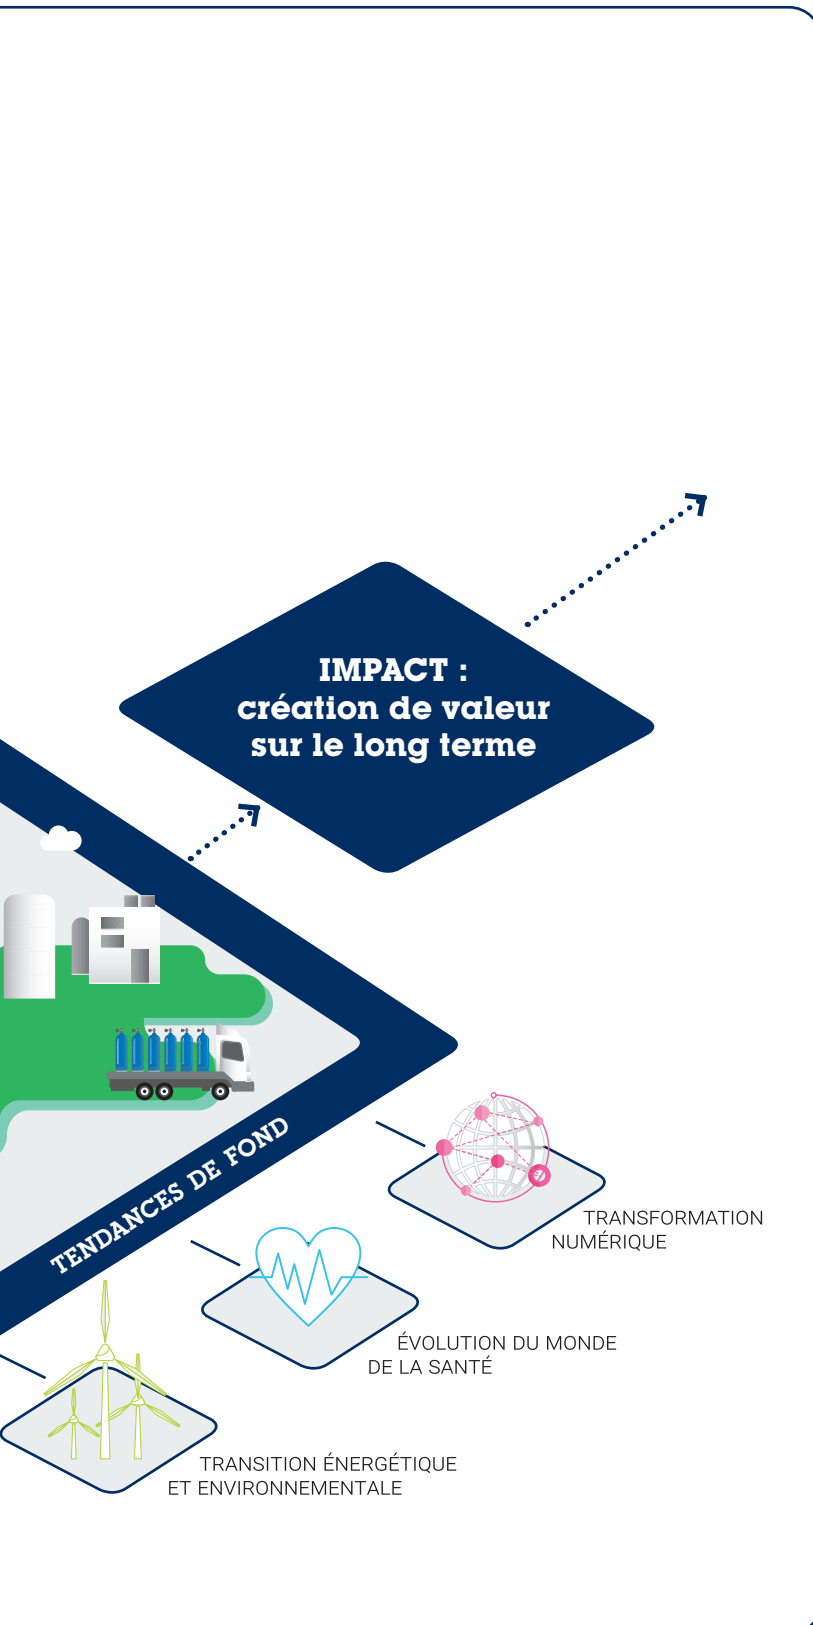 IMPACT :
création de valeur
sur le long terme
TENDANCES DE FOND
TRANSFORMATION
NUMÉRIQUE
ÉVOLUTION DU MONDE
DE LA SANTÉ
TRANSITION ÉNERGÉTIQUE
ET ENVIRONNEMENTALE